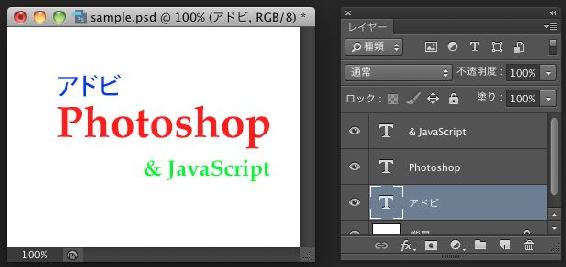 sample.psd @ 100% (アドビ, RGB/8) *
アドビ
Photoshop
& JavaScript
100%
レイヤー
種類
通常
不透明度: 100%
ロック:
塗り: 100%
T & JavaScript
T Photoshop
T アドビ
fx